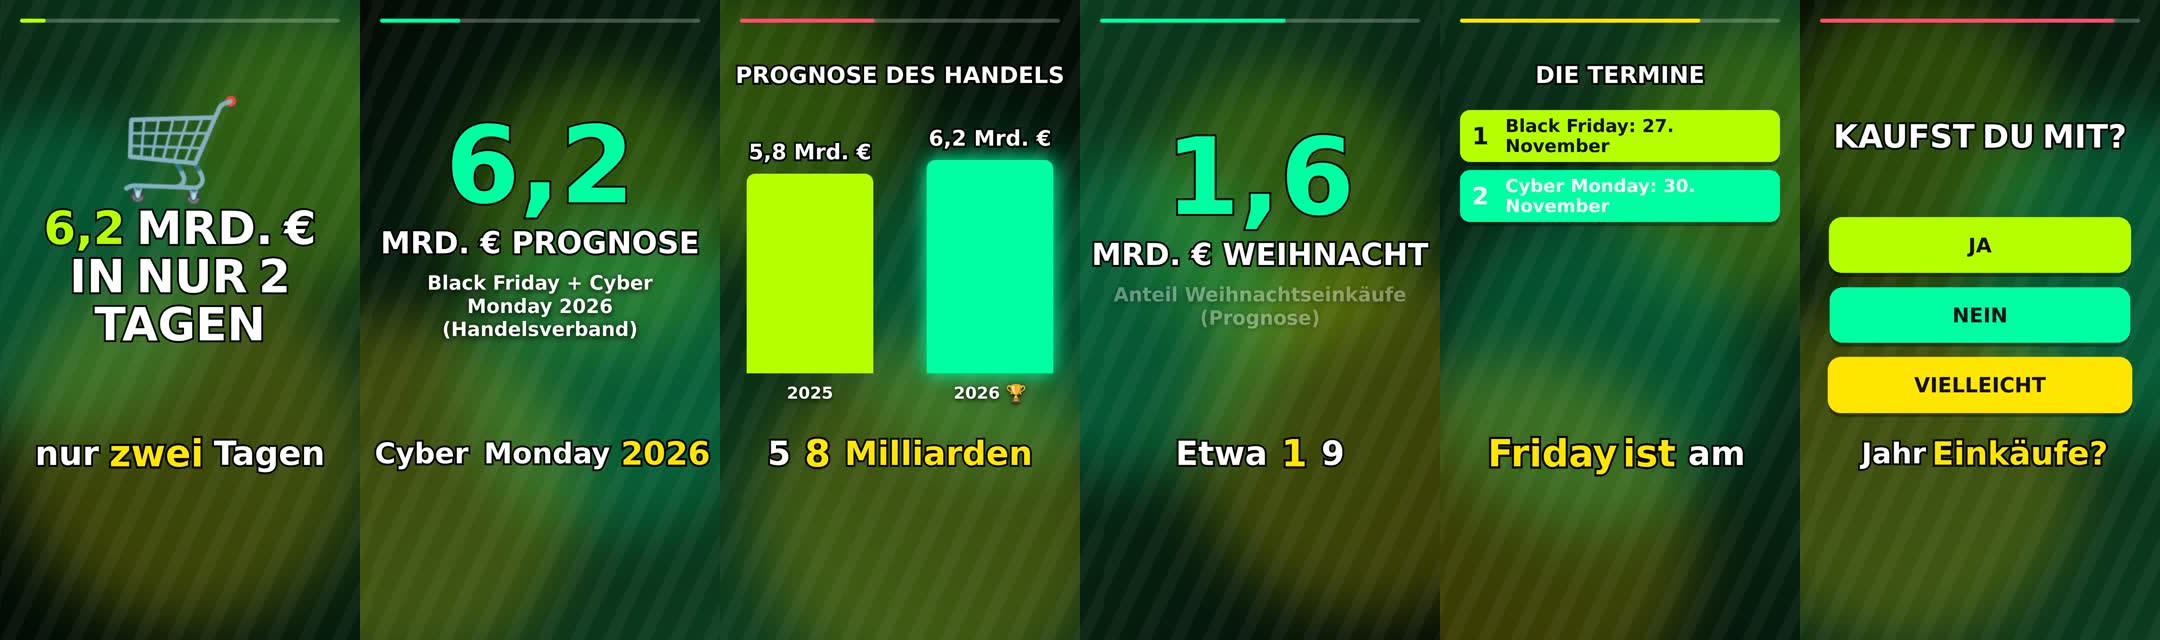 6,2 MRD. €
IN NUR 2
TAGEN
nur zwei Tagen
6,2
MRD. € PROGNOSE
Black Friday + Cyber
Monday 2026
(Handelsverband)
Cyber Monday 2026
PROGNOSE DES HANDELS
5,8 Mrd. €
6,2 Mrd. €
2025
2026 🏆
5 8 Milliarden
1,6
MRD. € WEIHNACHT
Anteil Weihnachtseinkäufe
(Prognose)
Etwa 1 9
DIE TERMINE
1 Black Friday: 27.
November
2 Cyber Monday: 30.
November
Friday ist am
KAUFST DU MIT?
JA
NEIN
VIELLEICHT
Jahr Einkäufe?